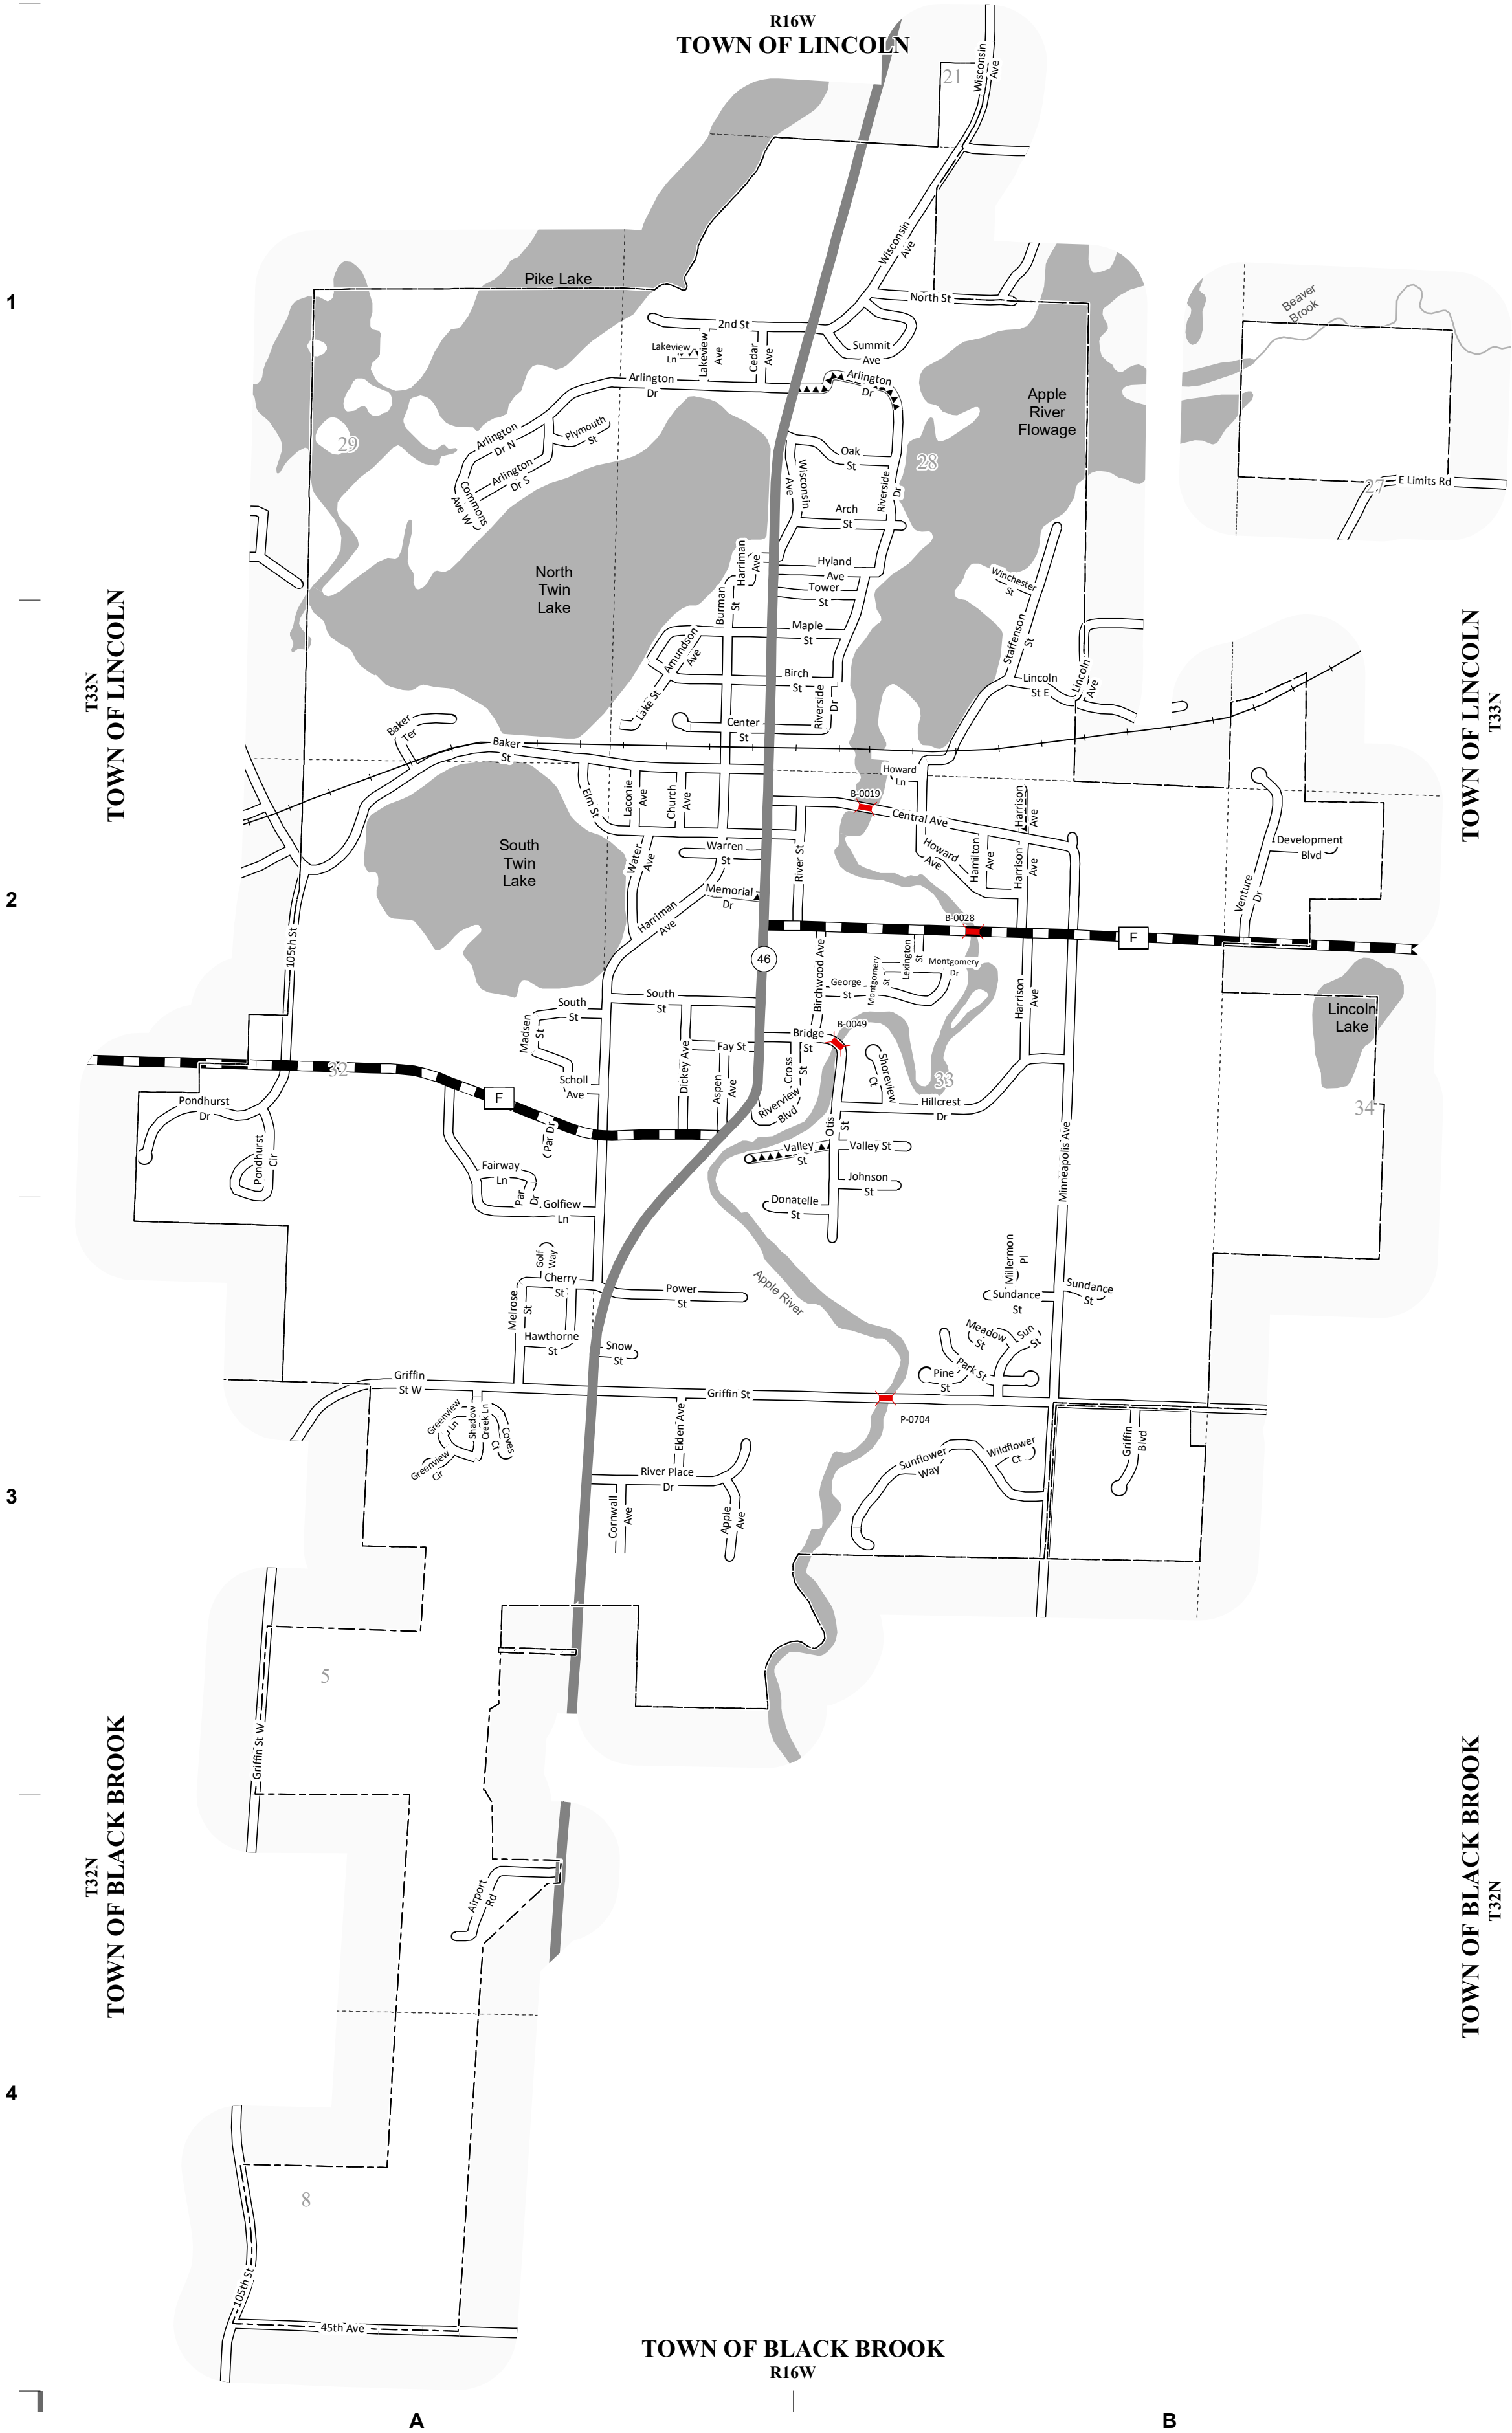 R16W
TOWN OF LINCOLN
21
Wisconsin
Ave
Wisconsin
Ave
Pike Lake
1
North St
2nd St
Lakeview
Ln
Lakeview
Ave
Cedar
Ave
Summit
Ave
Arlington
Dr
Arlington
Dr
Beaver
Brook
Apple
River
Flowage
29
Arlington
Dr N
Plymouth
St
Arlington
Dr S
Commons
Ave W
Oak
St
28
Wisconsin
Ave
Riverside
Dr
Arch
St
27
E Limits Rd
North
Twin
Lake
Harriman
Ave
Hyland
Ave
Tower
St
Burman
St
Winchester
St
Maple
St
Amundson
Ave
Staffenson
St
Birch
St
Lincoln
St E
Lincoln
Ave
Lake St
Riverside
Dr
Center
St
T33N
TOWN OF LINCOLN
TOWN OF LINCOLN
T33N
Baker
Ter
Baker
St
Howard
Ln
Elm St
Laconie
Ave
Church
Ave
B-0019
Central Ave
Harrison
Ave
South
Twin
Lake
Water
Ave
Warren
St
River St
Howard
Ave
Hamilton
Ave
Harrison
Ave
Development
Blvd
Venture
Dr
2
Memorial
Dr
Harriman
Ave
B-0028
F
105th St
46
Birchwood Ave
Lexington
St
Montgomery
Dr
Montgomery
St
George
St
Harrison
Ave
South
St
South
St
Madsen
St
Lincoln
Lake
B-0049
Bridge
St
Fay St
Dickey Ave
Cross
St
Shoreview
Ct
32
33
F
Scholl
Ave
Aspen
Ave
Riverview
Blvd
Hillcrest
Dr
34
Pondhurst
Dr
Otis
St
Par Dr
Pondhurst
Cir
Valley
St
Valley St
Fairway
Ln
Par
Dr
Johnson
St
Golfiew
Ln
Donatelle
St
Minneapolis Ave
Golf
Way
Cherry
St
Power
St
Apple River
Millermon
Pl
Sundance
St
Sundance
St
Melrose
St
Hawthorne
St
Snow
St
Meadow
St
Sun
St
Park St
Pine
St
Griffin
St W
Griffin St
P-0704
Greenview
Ln
Shadow
Creek Ln
Coves
Ct
Greenview
Cir
Elden Ave
Griffin
Blvd
Sunflower
Way
Wildflower
Ct
River Place
Dr
3
Cornwall
Ave
Apple
Ave
5
Griffin St W
T32N
TOWN OF BLACK BROOK
TOWN OF BLACK BROOK
T32N
Airport
Rd
4
8
105th St
45th Ave
TOWN OF BLACK BROOK
R16W
A
B